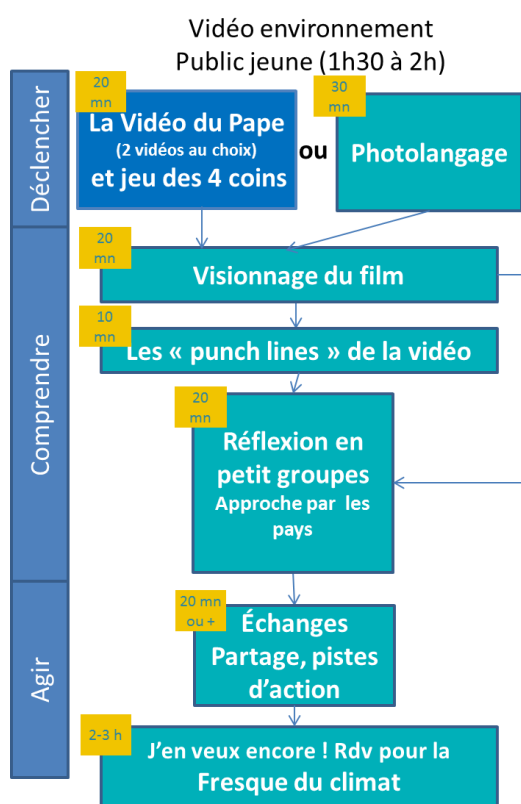 Vidéo environnement
Public jeune (1h30 à 2h)
Déclencher
20
mn
La Vidéo du Pape
(2 vidéos au choix)
et jeu des 4 coins
ou
30
mn
Photolangage
Comprendre
20
mn
Visionnage du film
10
mn
Les « punch lines » de la vidéo
20
mn
Réflexion en
petit groupes
Approche par les
pays
Agir
20 mn
ou +
Échanges
Partage, pistes
d'action
2-3 h
J'en veux encore ! Rdv pour la
Fresque du climat